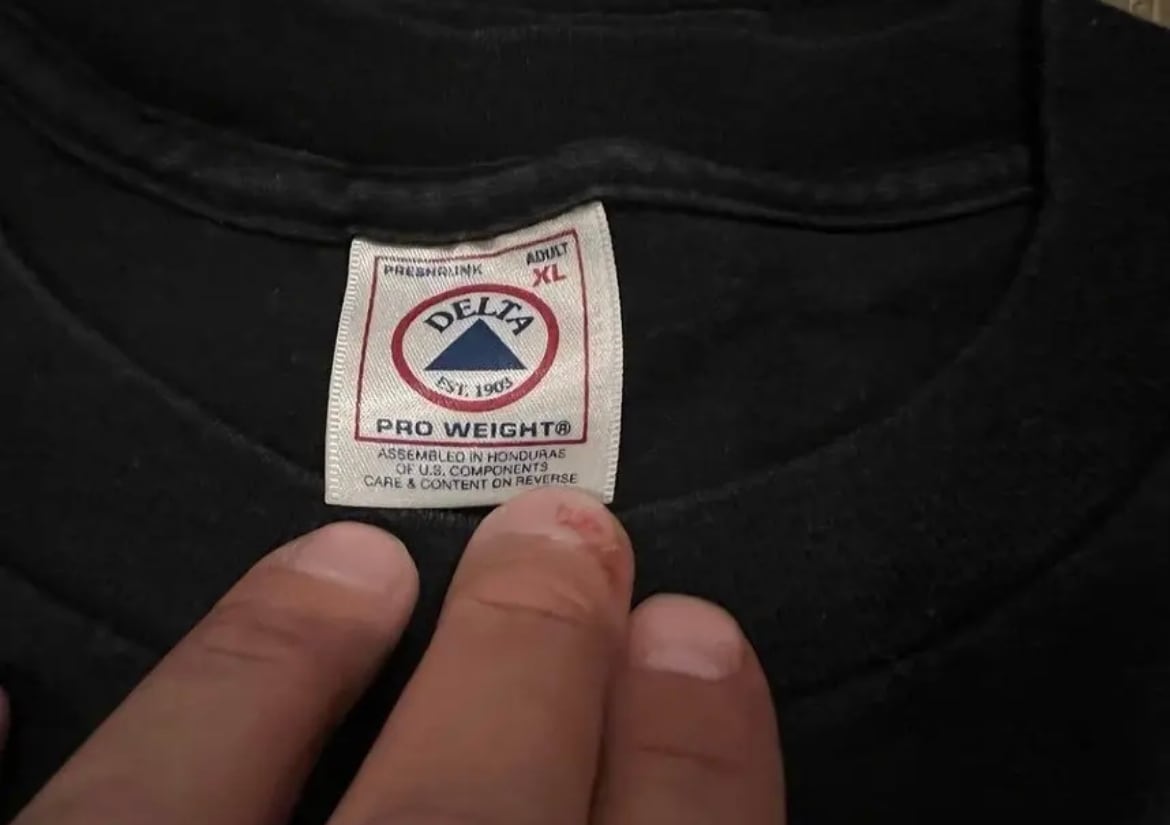 PRESHRUNK
ADULT
XL
DELTA
EST. 1903
PRO WEIGHT®
ASSEMBLED IN HONDURAS
OF U.S. COMPONENTS
CARE & CONTENT ON REVERSE